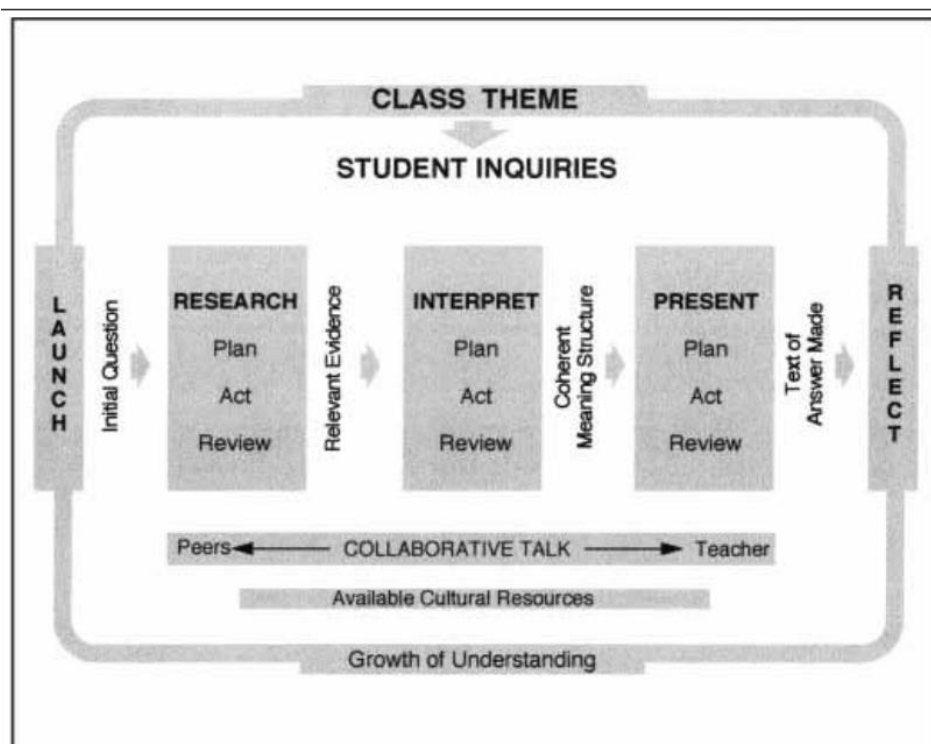 CLASS THEME
STUDENT INQUIRIES
LAUNCH
Initial Question
RESEARCH
Plan
Act
Review
Relevant Evidence
INTERPRET
Plan
Act
Review
Coherent
Meaning Structure
PRESENT
Plan
Act
Review
Text of
Answer Made
REFLECT
Peers COLLABORATIVE TALK Teacher
Available Cultural Resources
Growth of Understanding